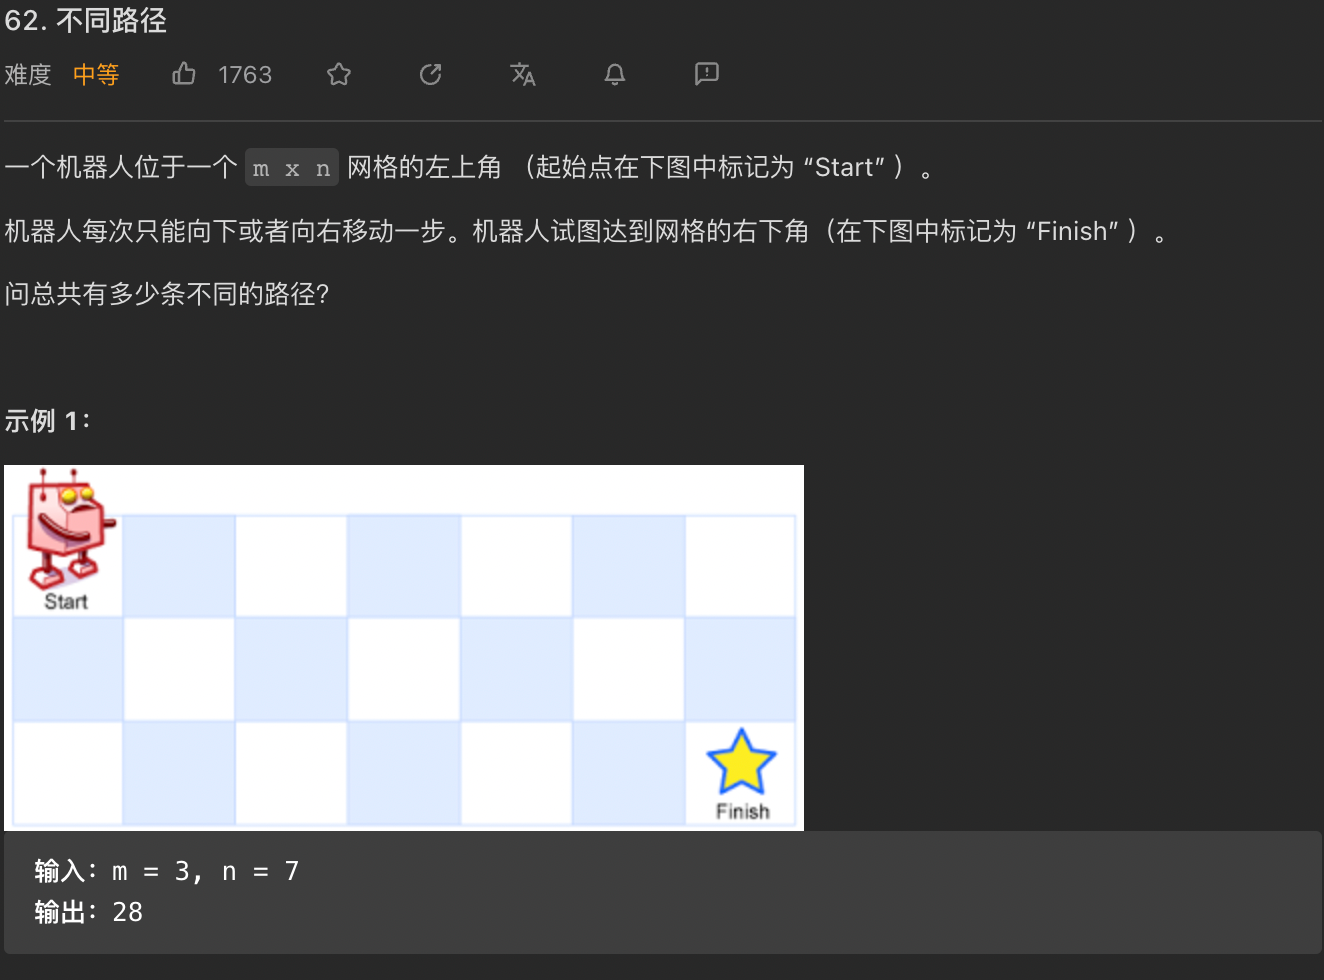 62. 不同路径
难度 中等 1763
一个机器人位于一个 m x n 网格的左上角 （起始点在下图中标记为 “Start” ）。
机器人每次只能向下或者向右移动一步。机器人试图达到网格的右下角（在下图中标记为 “Finish” ）。
问总共有多少条不同的路径?
示例 1：
Start
Finish
输入：m = 3, n = 7
输出：28